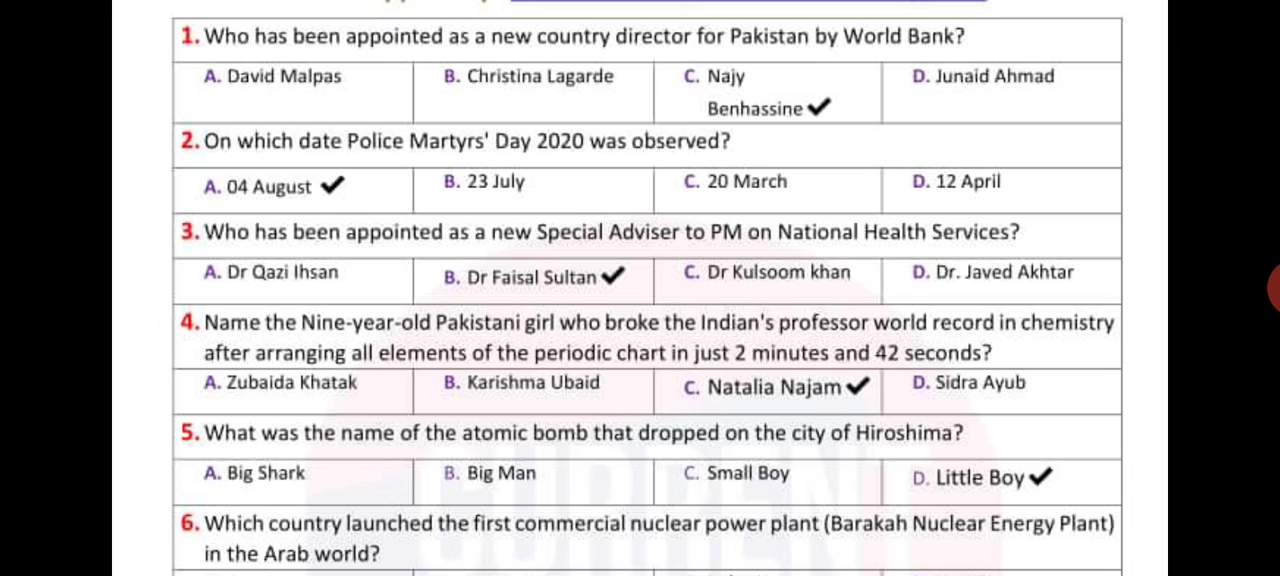 1. Who has been appointed as a new country director for Pakistan by World Bank?
A. David Malpas
B. Christina Lagarde
C. Najy
Benhassine ✔
D. Junaid Ahmad
2. On which date Police Martyrs' Day 2020 was observed?
A. 04 August ✔
B. 23 July
C. 20 March
D. 12 April
3. Who has been appointed as a new Special Adviser to PM on National Health Services?
A. Dr Qazi Ihsan
B. Dr Faisal Sultan ✔
C. Dr Kulsoom khan
D. Dr. Javed Akhtar
4. Name the Nine-year-old Pakistani girl who broke the Indian's professor world record in chemistry
after arranging all elements of the periodic chart in just 2 minutes and 42 seconds?
A. Zubaida Khatak
B. Karishma Ubaid
C. Natalia Najam ✔
D. Sidra Ayub
5. What was the name of the atomic bomb that dropped on the city of Hiroshima?
A. Big Shark
B. Big Man
C. Small Boy
D. Little Boy ✔
6. Which country launched the first commercial nuclear power plant (Barakah Nuclear Energy Plant)
in the Arab world?